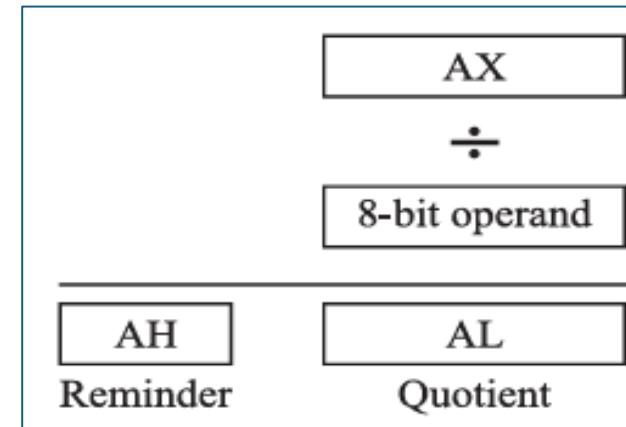 AX
÷
8-bit operand
AH AL
Reminder Quotient